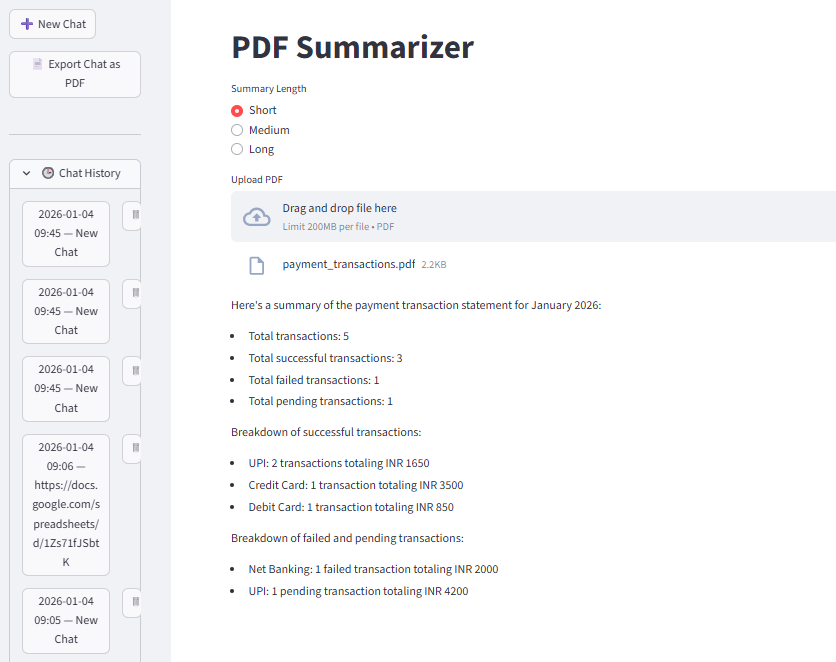 New Chat
Export Chat as
PDF
Chat History
2026-01-04
09:45 — New
Chat
2026-01-04
09:45 — New
Chat
2026-01-04
09:45 — New
Chat
2026-01-04
09:06 —
https://docs.
google.com/s
preadsheets/
d/1Zs71fJSbt
K
2026-01-04
09:05 — New
Chat
PDF Summarizer
Summary Length
Short
Medium
Long
Upload PDF
Drag and drop file here
Limit 200MB per file • PDF
payment_transactions.pdf 2.2KB
Here's a summary of the payment transaction statement for January 2026:
• Total transactions: 5
• Total successful transactions: 3
• Total failed transactions: 1
• Total pending transactions: 1
Breakdown of successful transactions:
• UPI: 2 transactions totaling INR 1650
• Credit Card: 1 transaction totaling INR 3500
• Debit Card: 1 transaction totaling INR 850
Breakdown of failed and pending transactions:
• Net Banking: 1 failed transaction totaling INR 2000
• UPI: 1 pending transaction totaling INR 4200